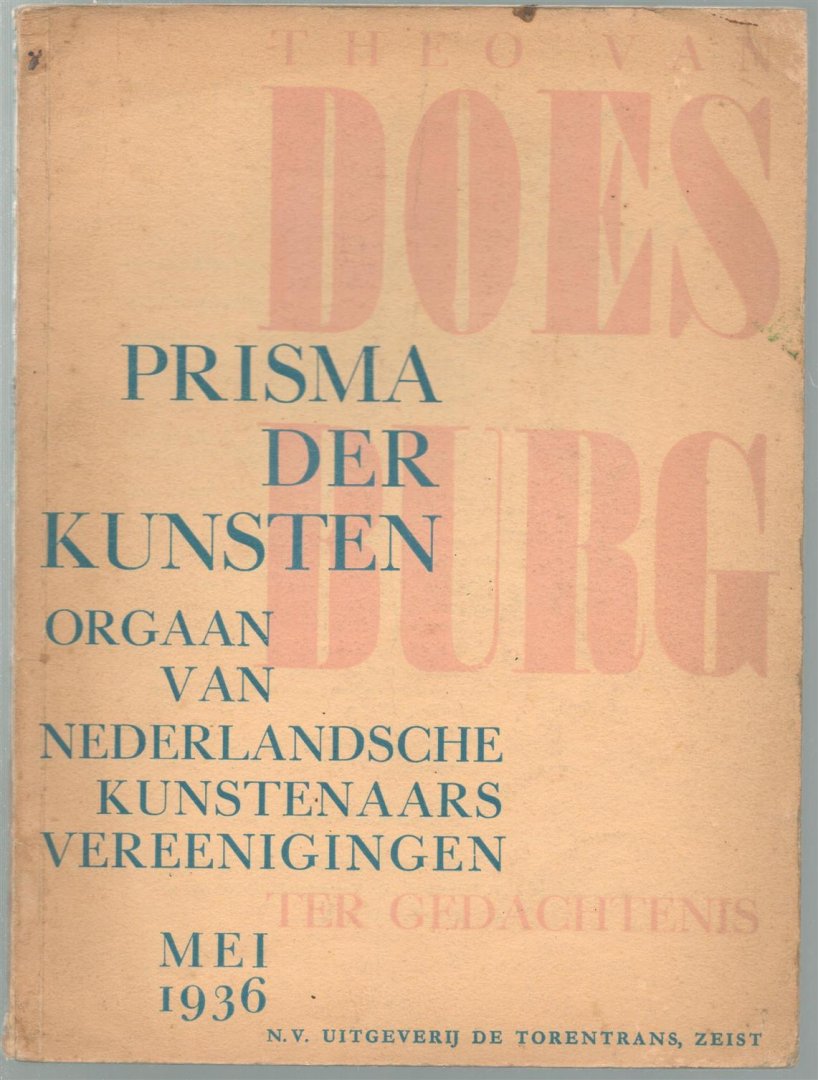 THEO VAN
DOES
BURG
PRISMA
DER
KUNSTEN
ORGAAN
VAN
NEDERLANDSCHE
KUNSTENAARS
VEREENIGINGEN
TER GEDACHTENIS
MEI
1936
N.V. UITGEVERIJ DE TORENTRANS, ZEIST